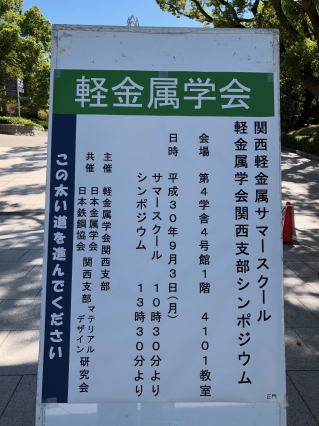 軽金属学会
関西軽金属サマースクール
軽金属学会関西支部シンポジウム
会場 第4学舎4号館1階 4101教室
日時 平成30年9月3日(月)
サマースクール 10時30分より
シンポジウム 13時30分より
主催 軽金属学会関西支部
共催 日本金属学会 関西支部マテリアルデザイン研究会
日本鉄鋼協会
この太い道を進んでください
正門